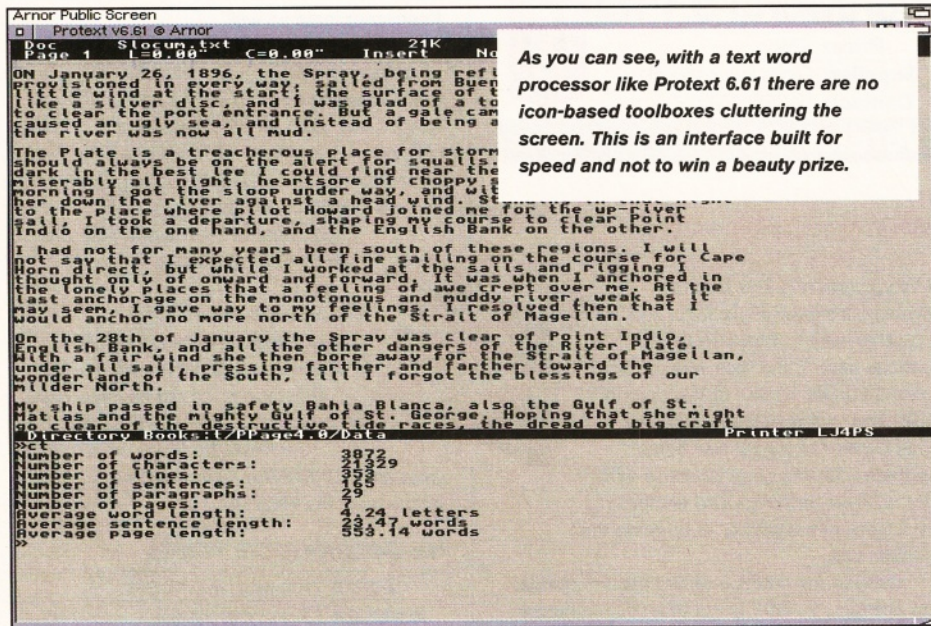 Arnor Public Screen
Protext v6.61 © Arnor
Doc Slocum.txt 21K
Page 1 L=0.00" C=0.00" Insert No
As you can see, with a text word
processor like Protext 6.61 there are no
icon-based toolboxes cluttering the
screen. This is an interface built for
speed and not to win a beauty prize.
ON January 26, 1896, the Spray, being refi
provisioned in every way, sailed from Buen
little wind at the start; the surface of t
like a silver disc, and I was glad of a to
to clear the port entrance. But a gale cam
caused an ugly sea, and instead of being a
the river was now all mud.
The Plate is a treacherous place for storm
should always be on the alert for squalls.
dark in the best lee I could find near the
miserably all night, heartsore of choppy s
morning I got the sloop under way, and wit
her down the river against a head wind.
to the place where pilot Howard joined me for the up-river
sail, I took a departure, shaping my course to clear Point
Indio on the one hand, and the English Bank on the other.
I had not for many years been south of these regions. I will
not say that I expected all fine sailing on the course for Cape
Horn direct, but while I worked at the sails and rigging I
thought only of onward and forward. It was when I anchored in
the lonely places that a feeling of awe crept over me. At the
last anchorage on the monotonous and muddy river, weak as it
may seem, I gave way to my feelings. I resolved then that I
would anchor no more north of the Strait of Magellan.
On the 28th of January the Spray was clear of Point Indio,
English Bank, and all the other dangers of the River Plate.
With a fair wind she then bore away for the Strait of Magellan,
under all sail, pressing farther and farther toward the
wonderland of the South, till I forgot the blessings of our
milder North.
My ship passed in safety Bahia Blanca, also the Gulf of St.
Matias and the mighty Gulf of St. George. Hoping that she might
go clear of the destructive tide races, the dread of big craft
Directory Books:t/PPage4.0/Data Printer LJ4PS
»ct
Number of words: 3872
Number of characters: 21329
Number of lines: 353
Number of sentences: 165
Number of paragraphs: 29
Number of pages: 7
Average word length: 4.24 letters
Average sentence length: 23.47 words
Average page length: 553.14 words
»